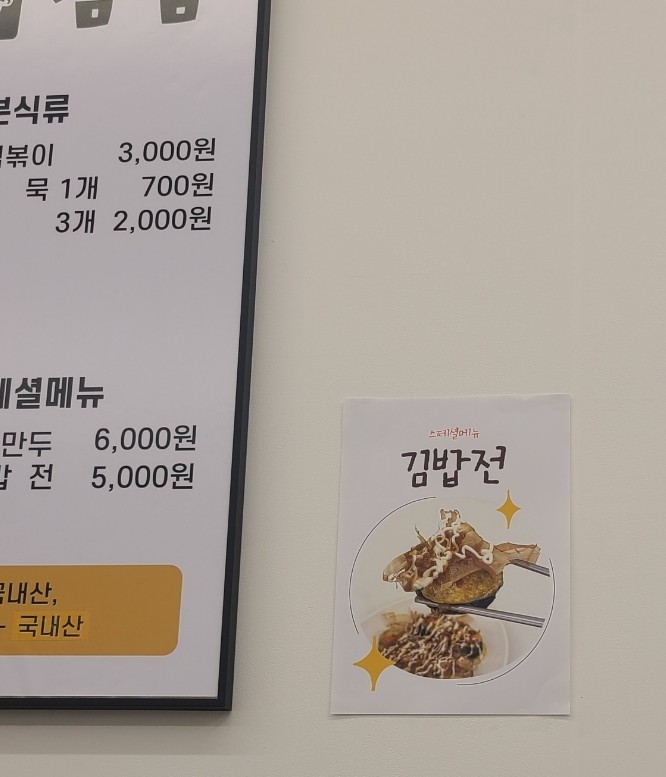 분식류
볶이 3,000원
묵 1개 700원
3개 2,000원
셜메뉴
만두 6,000원
밥 전 5,000원
국내산,
- 국내산
스페셜메뉴
김밥전